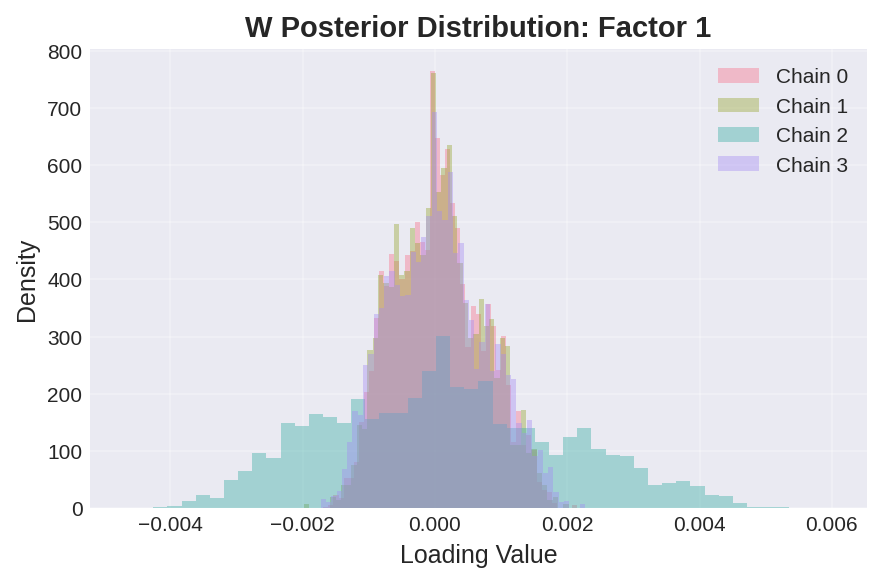 W Posterior Distribution: Factor 1
Chain 0
Chain 1
Chain 2
Chain 3
800
700
600
500
400
300
200
100
0
Density
−0.004 −0.002 0.000 0.002 0.004 0.006
Loading Value